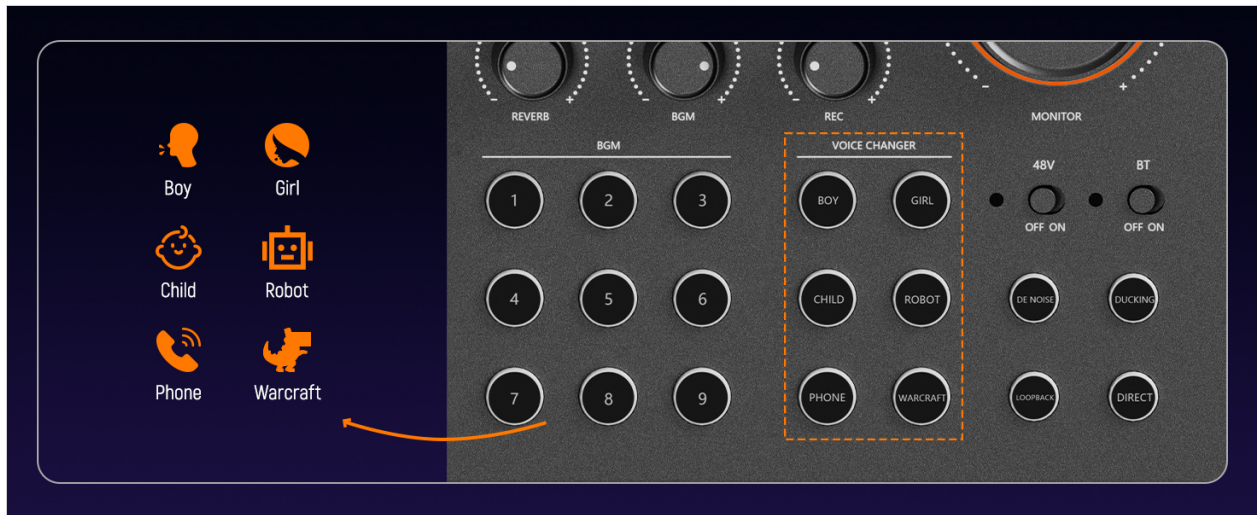 Boy Girl
Child Robot
Phone Warcraft
- + - + - + - +
REVERB BGM REC MONITOR
BGM VOICE CHANGER
48V BT
1 2 3 BOY GIRL
OFF ON OFF ON
4 5 6 CHILD ROBOT DE NOISE DUCKING
7 8 9 PHONE WARCRAFT LOOPBACK DIRECT